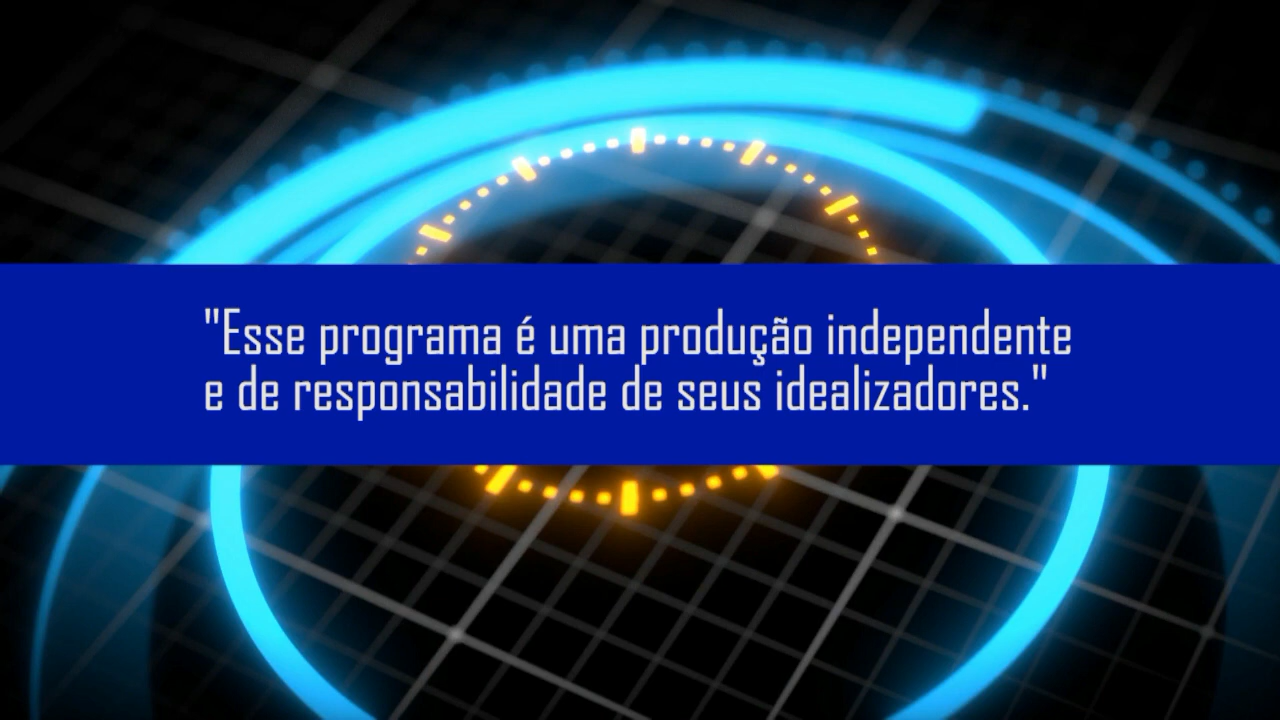 "Esse programa é uma produção independente
e de responsabilidade de seus idealizadores."